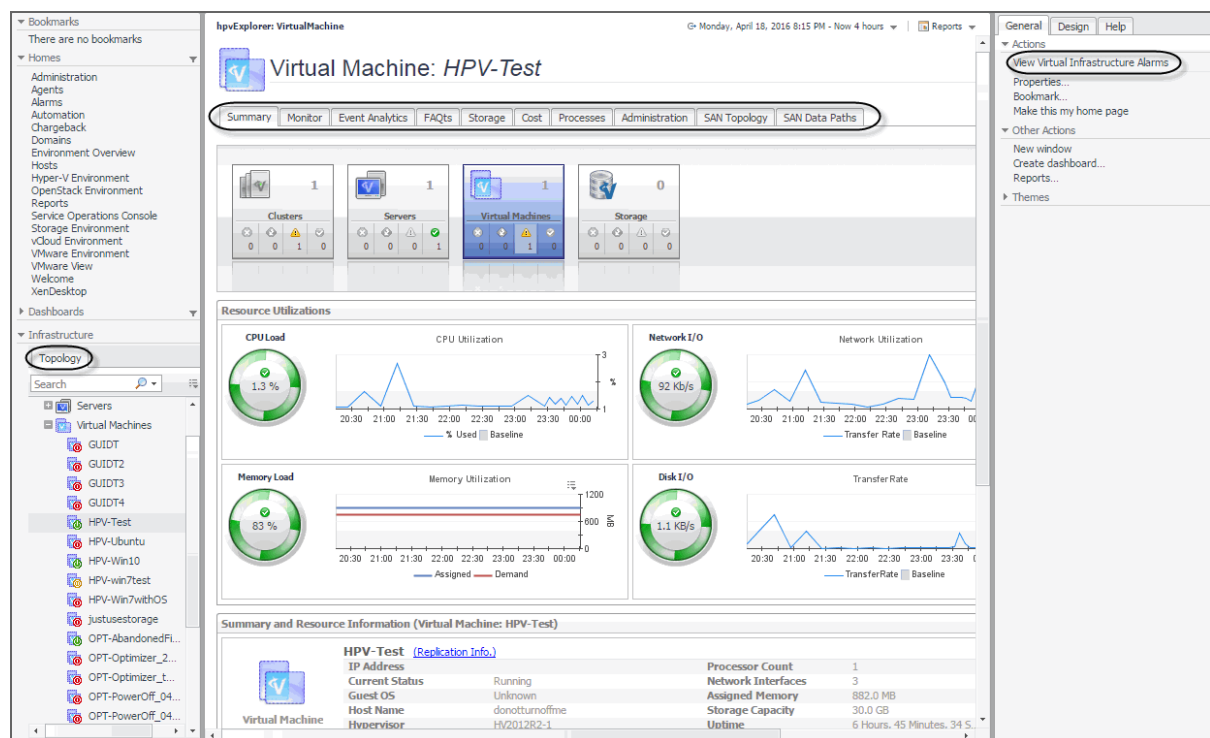 Bookmarks
There are no bookmarks
Homes
Administration
Agents
Alarms
Automation
Chargeback
Domains
Environment Overview
Hosts
Hyper-V Environment
OpenStack Environment
Reports
Service Operations Console
Storage Environment
vCloud Environment
VMware Environment
VMware View
Welcome
XenDesktop
Dashboards
Infrastructure
Topology
Search
Servers
Virtual Machines
GUIDT
GUIDT2
GUIDT3
GUIDT4
HPV-Test
HPV-Ubuntu
HPV-Win10
HPV-win7test
HPV-Win7withOS
justusestorage
OPT-AbandonedFi...
OPT-Optimizer_2...
OPT-Optimizer_t...
OPT-PowerOff_04...
OPT-PowerOff_04...
hpvExplorer: VirtualMachine
Monday, April 18, 2016 8:15 PM - Now 4 hours
Reports
Virtual Machine: HPV-Test
Summary Monitor Event Analytics FAQts Storage Cost Processes Administration SAN Topology SAN Data Paths
1 1 1 0
Clusters Servers Virtual Machines Storage
0 0 1 0 0 0 0 1 0 0 1 0 0 0 0 0
Resource Utilizations
CPU Load
CPU Utilization
1.3 %
3
%
1
20:30 21:00 21:30 22:00 22:30 23:00 23:30 00:00
% Used Baseline
Network I/O
Network Utilization
92 Kb/s
20:30 21:00 21:30 22:00 22:30 23:00 23:30 00
Transfer Rate Baseline
Memory Load
Memory Utilization
83 %
1200
600
0
MB
20:30 21:00 21:30 22:00 22:30 23:00 23:30 00:00
Assigned Demand
Disk I/O
TransferRate
1.1 KB/s
20:30 21:00 21:30 22:00 22:30 23:00 23:30
TransferRate Baseline
Summary and Resource Information (Virtual Machine: HPV-Test)
Virtual Machine
HPV-Test (Replication Info.)
IP Address
Current Status Running
Guest OS Unknown
Host Name donotturnoffme
Hypervisor HV2012R2-1
Processor Count 1
Network Interfaces 3
Assigned Memory 882.0 MB
Storage Capacity 30.0 GB
Uptime 6 Hours, 45 Minutes, 34 S
General Design Help
Actions
View Virtual Infrastructure Alarms
Properties...
Bookmark...
Make this my home page
Other Actions
New window
Create dashboard...
Reports...
Themes